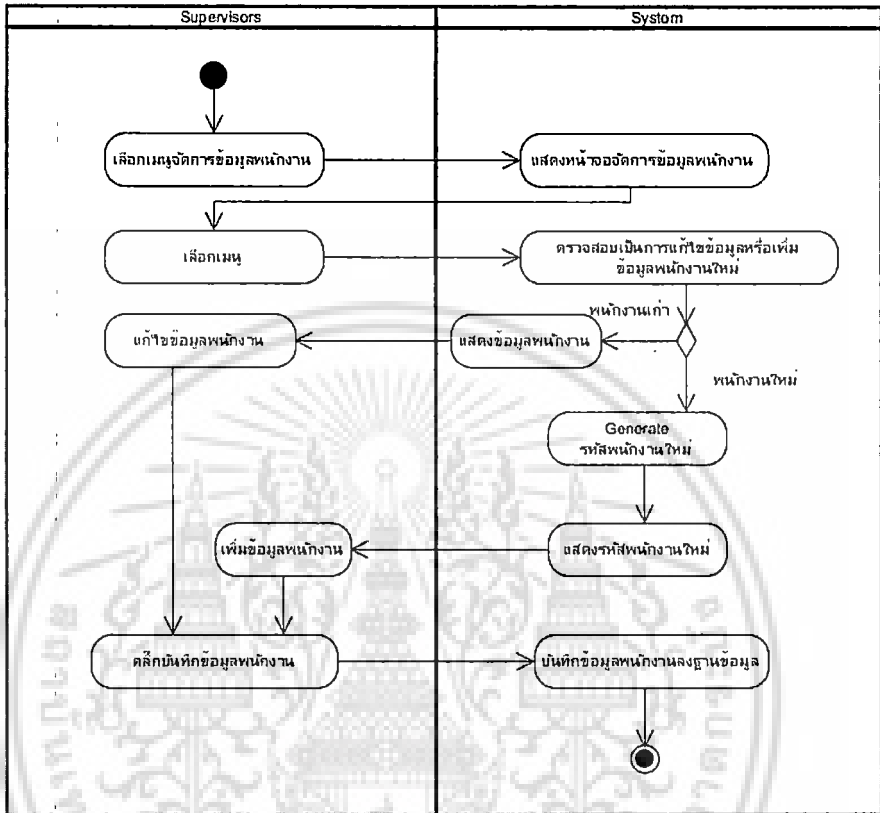 Supervisors
System
เลือกเมนูจัดการข้อมูลพนักงาน
แสดงหน้าจอจัดการข้อมูลพนักงาน
เลือกเมนู
ตรวจสอบเป็นการแก้ไขข้อมูลหรือเพิ่ม
ข้อมูลพนักงานใหม่
พนักงานเก่า
แก้ไขข้อมูลพนักงาน
แสดงข้อมูลพนักงาน
พนักงานใหม่
Generate
รหัสพนักงานใหม่
เพิ่มข้อมูลพนักงาน
แสดงรหัสพนักงานใหม่
คลิ๊กบันทึกข้อมูลพนักงาน
บันทึกข้อมูลพนักงานลงฐานข้อมูล